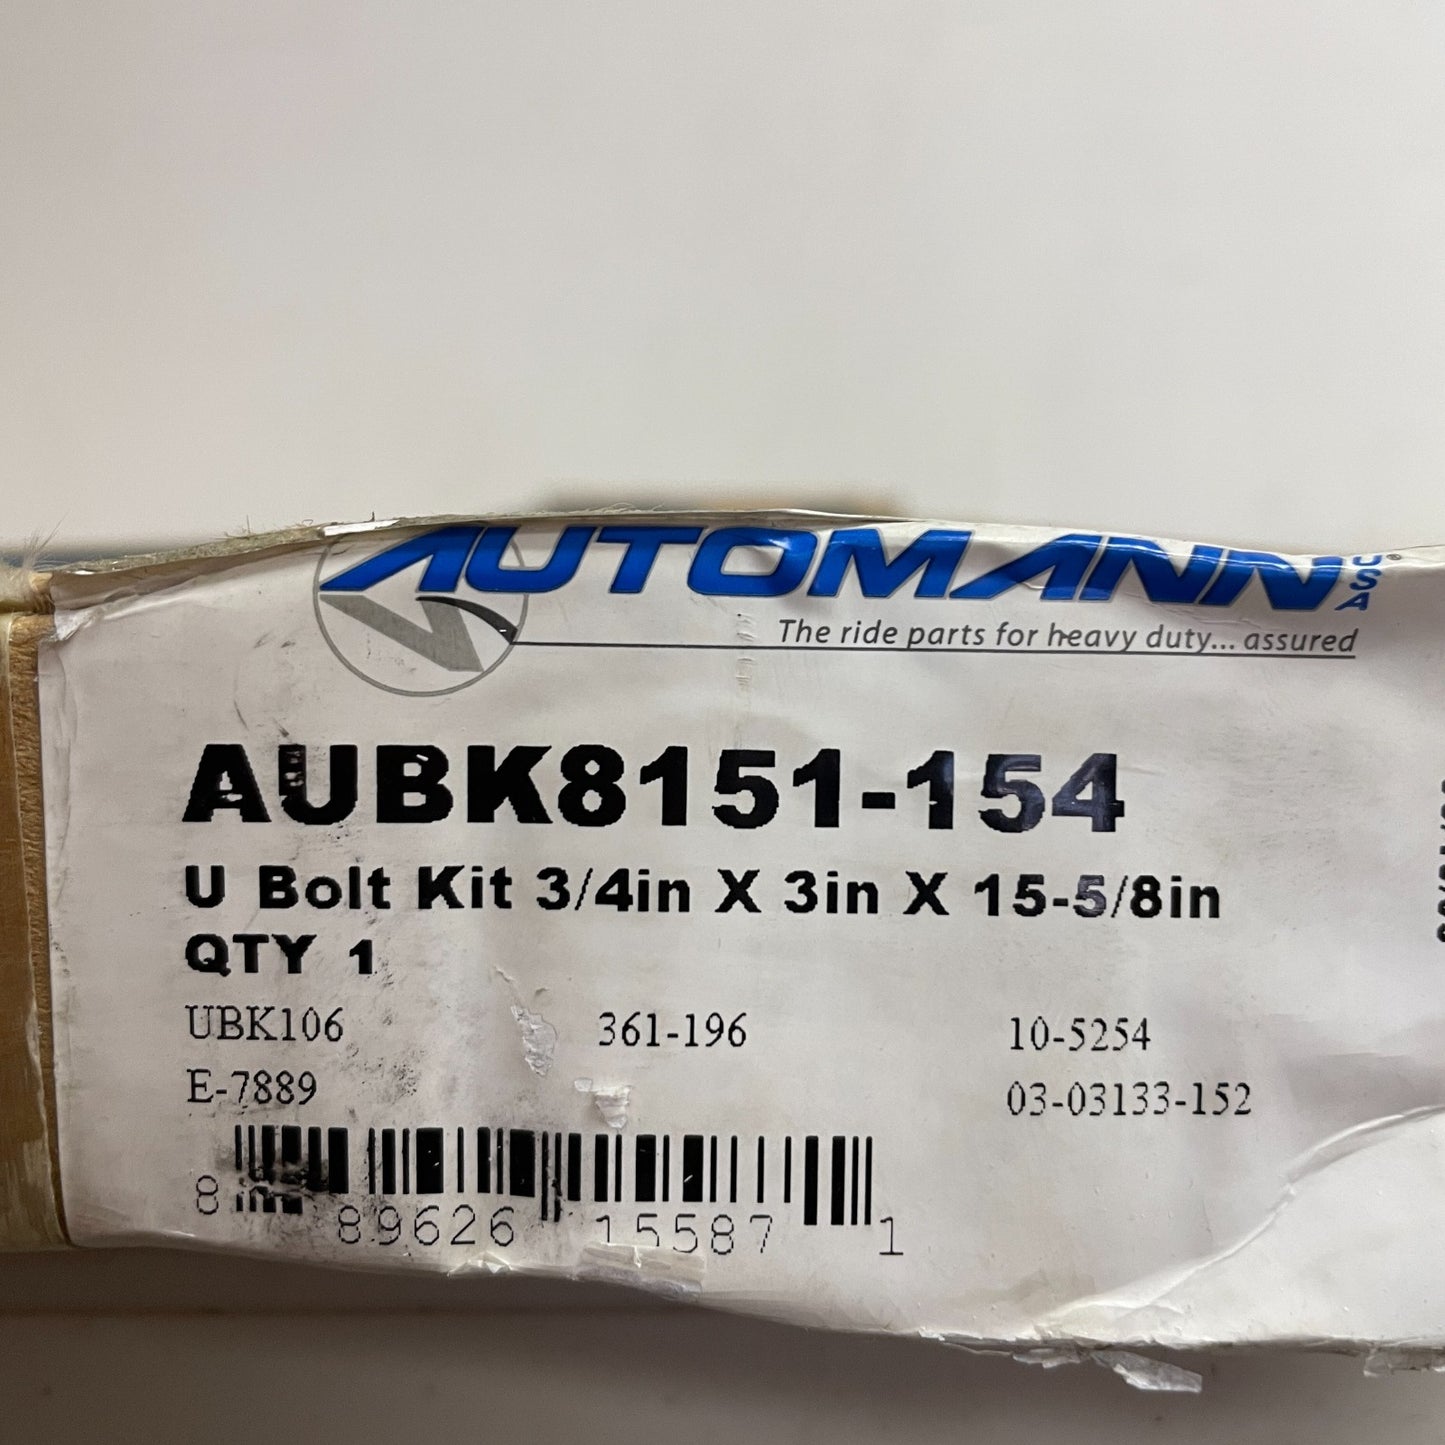 AUTOMANN USA
The ride parts for heavy duty... assured
AUBK8151-154
U Bolt Kit 3/4in X 3in X 15-5/8in
QTY 1
UBK106 361-196 10-5254
E-7889 03-03133-152
8 89626 15587 1